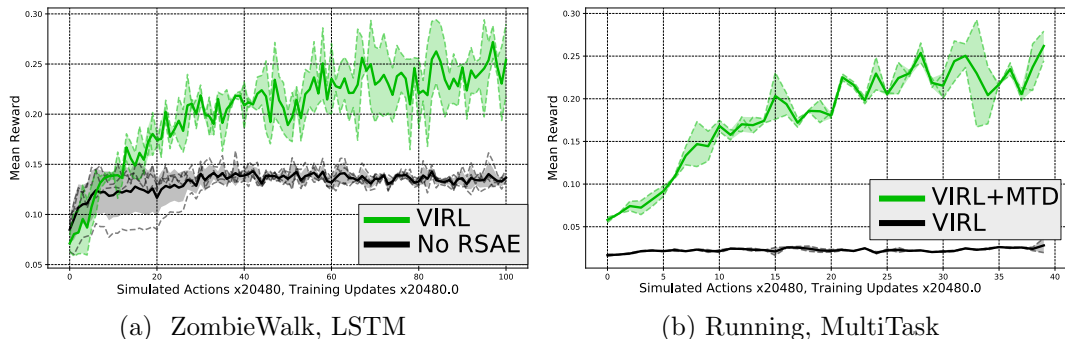 0.30
0.25
0.20
0.15
0.10
0.05
Mean Reward
0 20 40 60 80 100
Simulated Actions x20480, Training Updates x20480.0
VIRL
No RSAE
(a) ZombieWalk, LSTM
0.30
0.25
0.20
0.15
0.10
0.05
Mean Reward
0 5 10 15 20 25 30 35 40
Simulated Actions x20480, Training Updates x20480.0
VIRL+MTD
VIRL
(b) Running, MultiTask